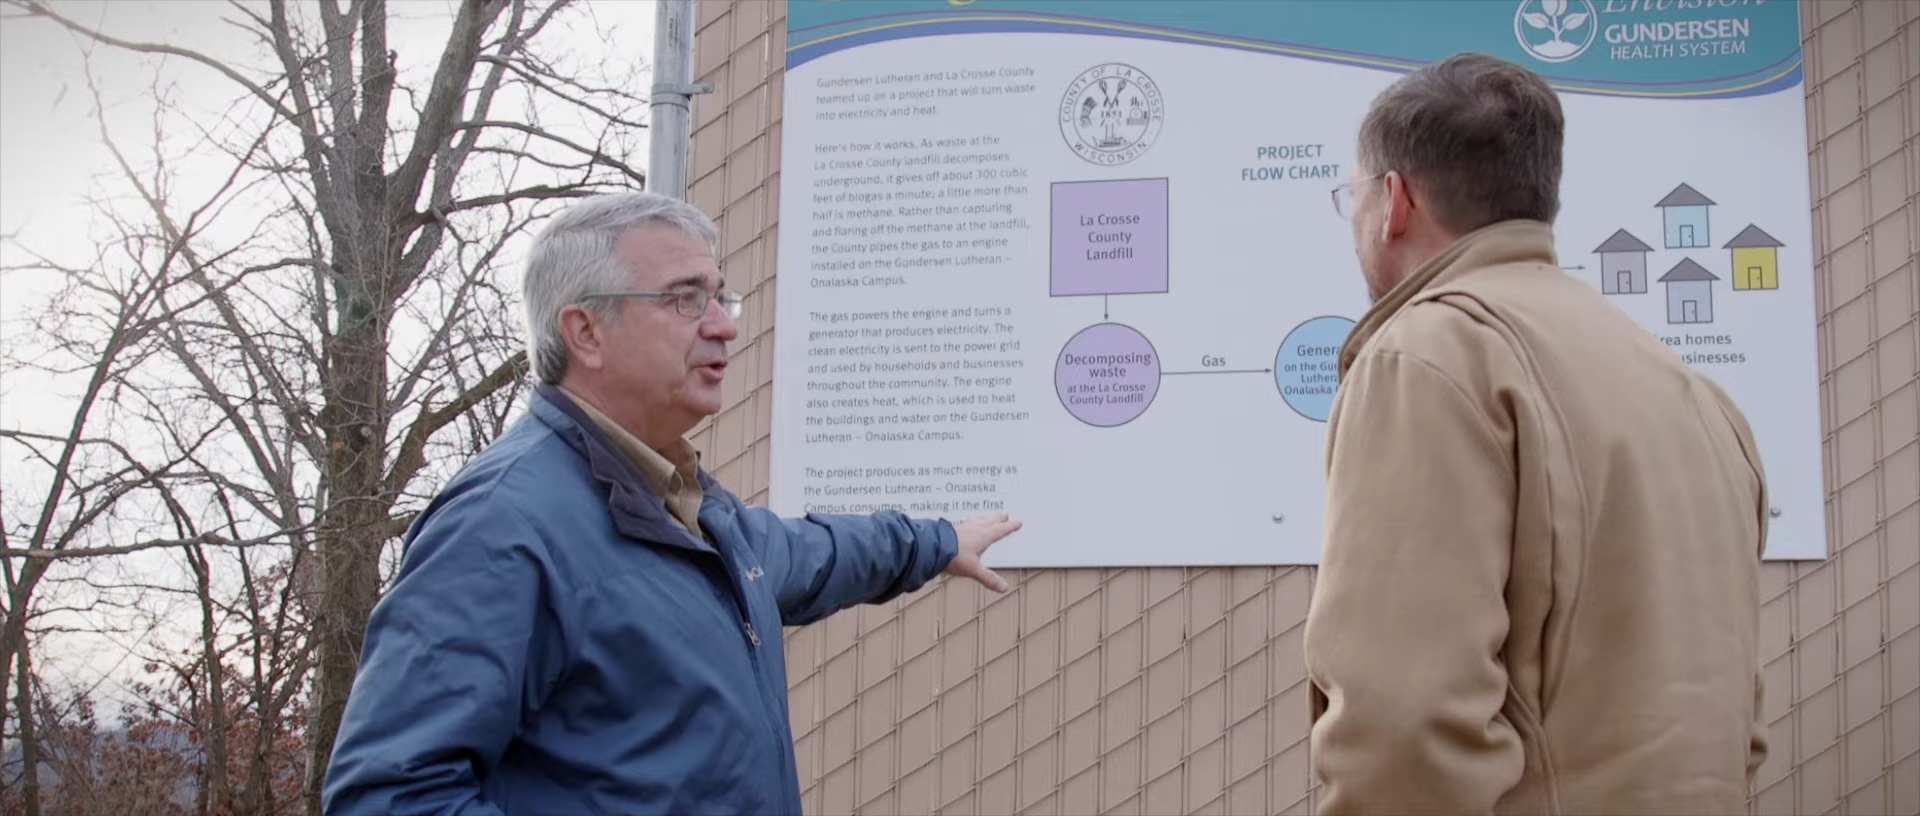 Envision
GUNDERSEN
HEALTH SYSTEM
Gundersen Lutheran and La Crosse County
teamed up on a project that will turn waste
into electricity and heat.
Here's how it works. As waste at the
La Crosse County landfill decomposes
underground, it gives off about 300 cubic
feet of biogas a minute; a little more than
half is methane. Rather than capturing
and flaring off the methane at the landfill,
the County pipes the gas to an engine
installed on the Gundersen Lutheran –
Onalaska Campus.
The gas powers the engine and turns a
generator that produces electricity. The
clean electricity is sent to the power grid
and used by households and businesses
throughout the community. The engine
also creates heat, which is used to heat
the buildings and water on the Gundersen
Lutheran – Onalaska Campus.
The project produces as much energy as
the Gundersen Lutheran – Onalaska
Campus consumes, making it the first
COUNTY OF LA CROSSE
1851
WISCONSIN
PROJECT
FLOW CHART
La Crosse
County
Landfill
Decomposing
waste
at the La Crosse
County Landfill
Gas
Genera
on the Gun
Luthera
Onalaska
rea homes
usinesses